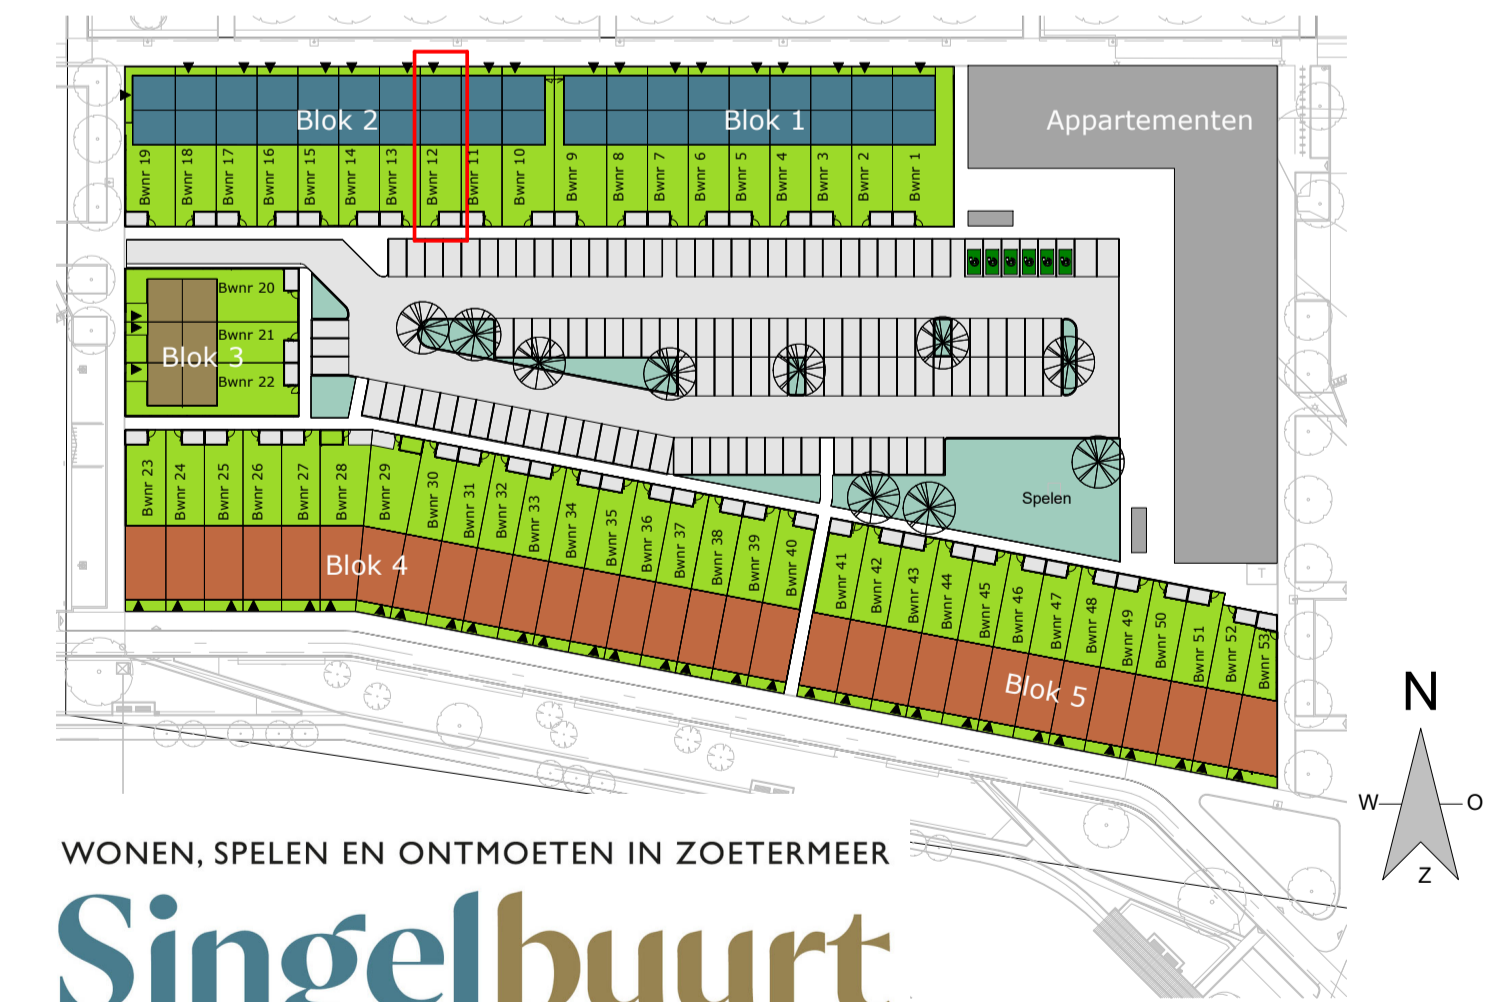 Blok 2
Blok 1
Appartementen
Bwnr 19
Bwnr 18
Bwnr 17
Bwnr 16
Bwnr 15
Bwnr 14
Bwnr 13
Bwnr 12
Bwnr 11
Bwnr 10
Bwnr 9
Bwnr 8
Bwnr 7
Bwnr 6
Bwnr 5
Bwnr 4
Bwnr 3
Bwnr 2
Bwnr 1
Bwnr 20
Bwnr 21
Blok 3
Bwnr 22
Bwnr 23
Bwnr 24
Bwnr 25
Bwnr 26
Bwnr 27
Bwnr 28
Bwnr 29
Bwnr 30
Bwnr 31
Bwnr 32
Bwnr 33
Bwnr 34
Bwnr 35
Bwnr 36
Bwnr 37
Bwnr 38
Bwnr 39
Bwnr 40
Spelen
Bwnr 41
Bwnr 42
Bwnr 43
Bwnr 44
Bwnr 45
Bwnr 46
Bwnr 47
Bwnr 48
Bwnr 49
Bwnr 50
Bwnr 51
Bwnr 52
Bwnr 53
T
Blok 4
Blok 5
N
W
O
Z
WONEN, SPELEN EN ONTMOETEN IN ZOETERMEER
Singelbuurt